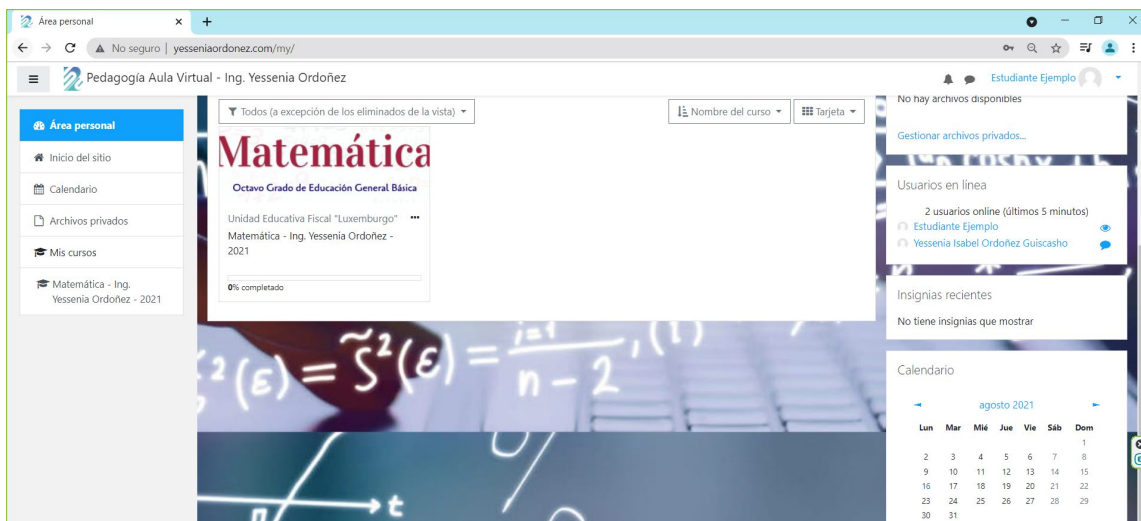 Área personal
No seguro | yesseniaordonez.com/my/
Pedagogía Aula Virtual - Ing. Yessenia Ordoñez
Estudiante Ejemplo
Área personal
Inicio del sitio
Calendario
Archivos privados
Mis cursos
Matemática - Ing.
Yessenia Ordoñez - 2021
Todos (a excepción de los eliminados de la vista)
Nombre del curso
Tarjeta
Matemática
Octavo Grado de Educación General Básica
Unidad Educativa Fiscal "Luxemburgo"
Matemática - Ing. Yessenia Ordoñez -
2021
0% completado
No hay archivos disponibles
Gestionar archivos privados...
Usuarios en línea
2 usuarios online (últimos 5 minutos)
Estudiante Ejemplo
Yessenia Isabel Ordoñez Guiscasho
Insignias recientes
No tiene insignias que mostrar
Calendario
◄ agosto 2021 ►
Lun Mar Mié Jue Vie Sáb Dom
1
2 3 4 5 6 7 8
9 10 11 12 13 14 15
16 17 18 19 20 21 22
23 24 25 26 27 28 29
30 31
2(ε) = S̃²(ε) = i=1 / n − 2 , (1)
t